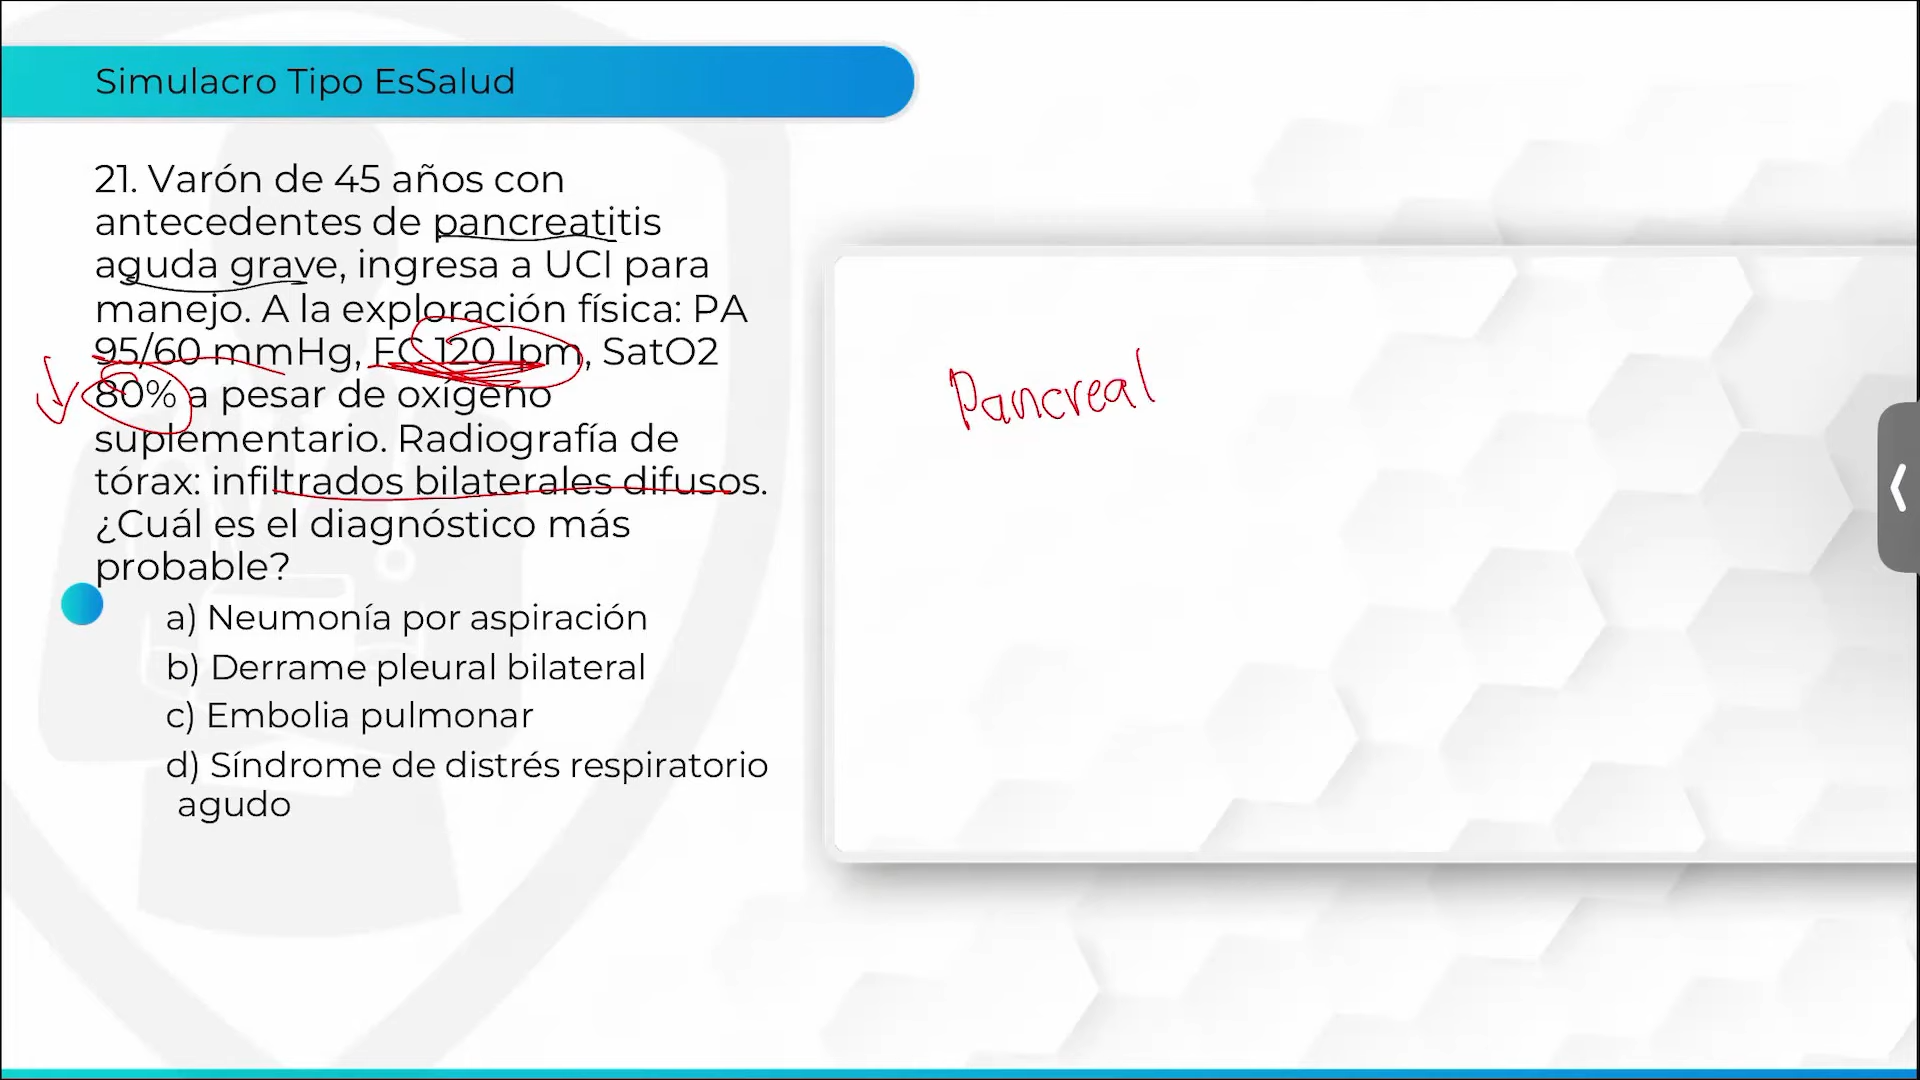 Simulacro Tipo EsSalud
21. Varón de 45 años con
antecedentes de pancreatitis
aguda grave, ingresa a UCI para
manejo. A la exploración física: PA
95/60 mmHg, FC 120 lpm, SatO2
80% a pesar de oxígeno
suplementario. Radiografía de
tórax: infiltrados bilaterales difusos.
¿Cuál es el diagnóstico más
probable?
a) Neumonía por aspiración
b) Derrame pleural bilateral
c) Embolia pulmonar
d) Síndrome de distrés respiratorio
agudo
Pancreal